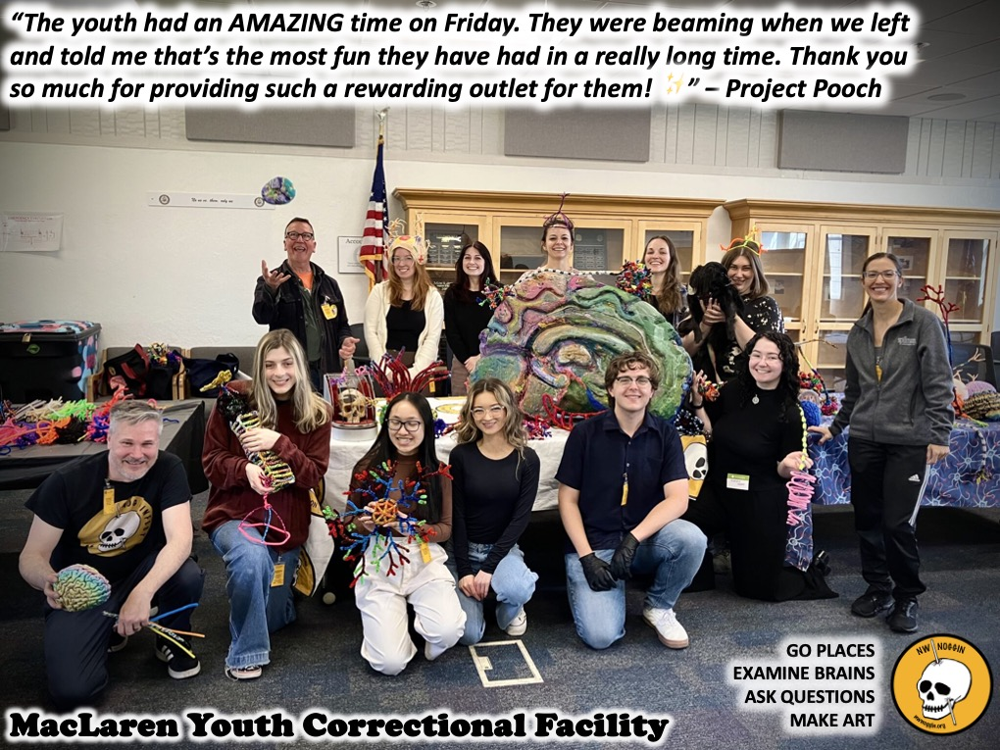 “The youth had an AMAZING time on Friday. They were beaming when we left
and told me that’s the most fun they have had in a really long time. Thank you
so much for providing such a rewarding outlet for them! ✨” – Project Pooch
GO PLACES
EXAMINE BRAINS
ASK QUESTIONS
MAKE ART
NW NOGGIN
nwnoggin.org
MacLaren Youth Correctional Facility